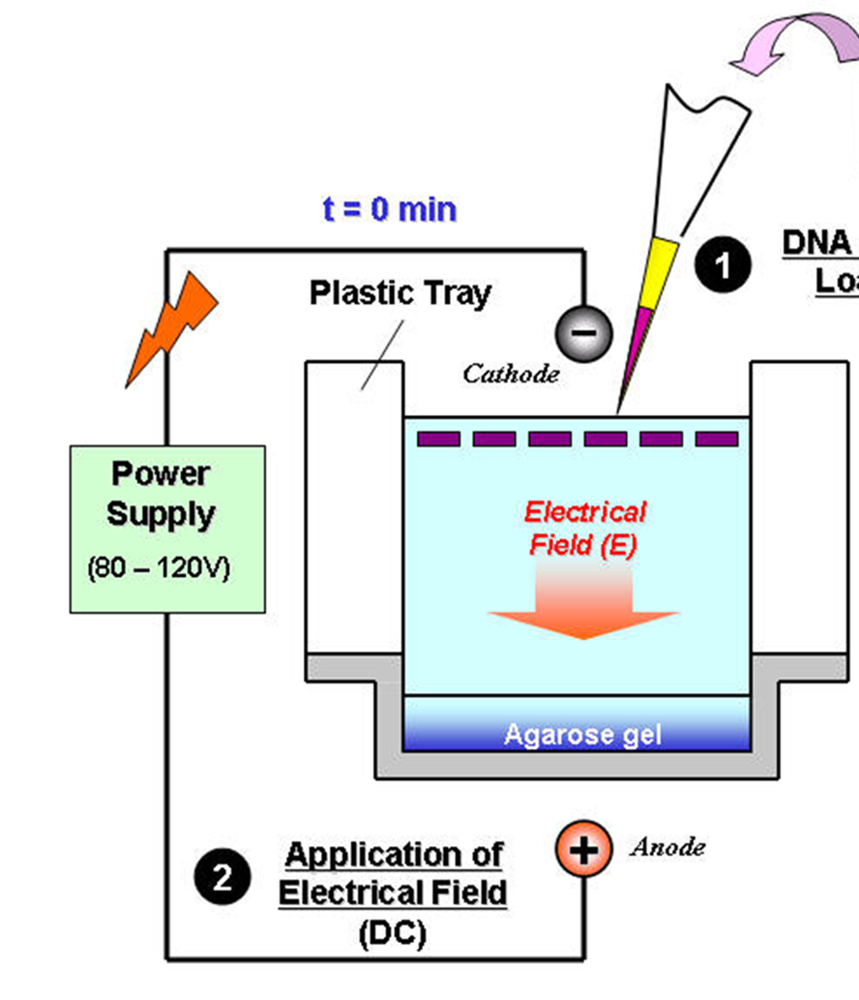 t = 0 min
1
DNA
Plastic Tray
−
Cathode
Power
Supply
(80 – 120V)
Electrical
Field (E)
Agarose gel
+
Anode
2
Application of
Electrical Field
(DC)